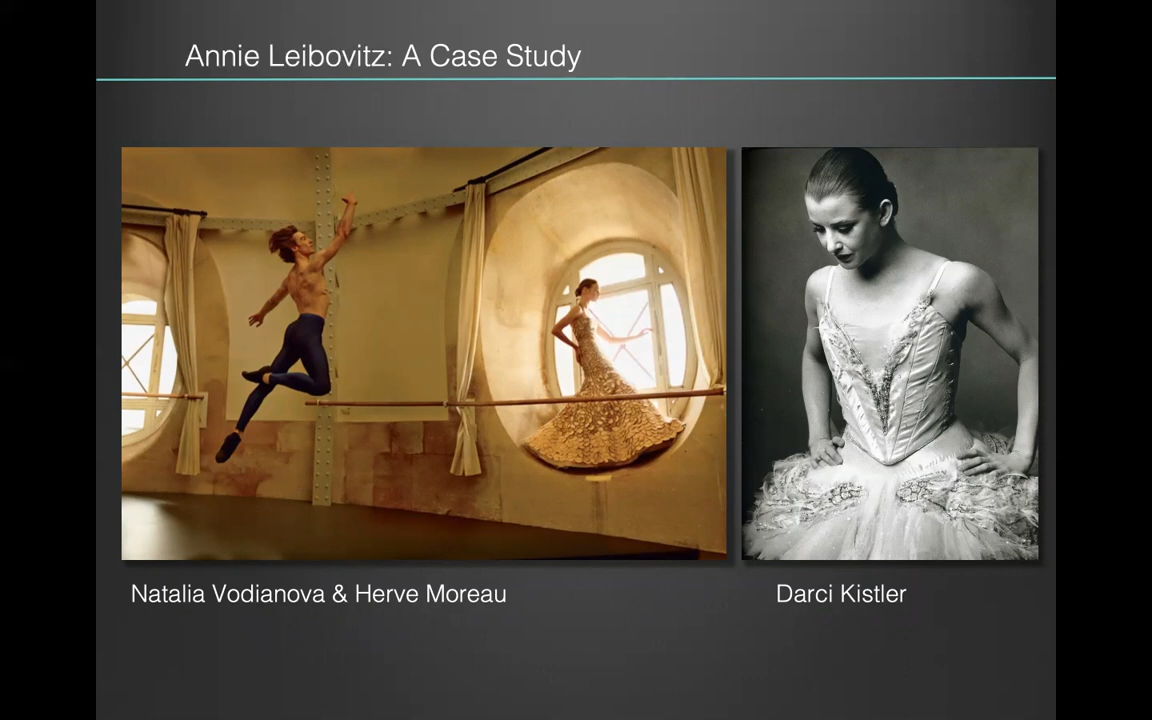 Annie Leibovitz: A Case Study
Natalia Vodianova & Herve Moreau
Darci Kistler